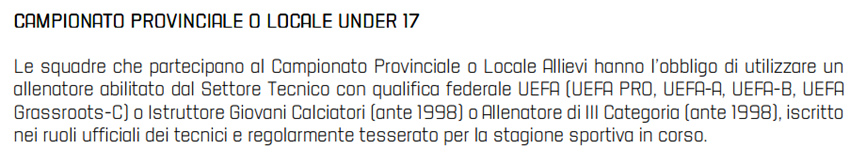 CAMPIONATO PROVINCIALE O LOCALE UNDER 17
Le squadre che partecipano al Campionato Provinciale o Locale Allievi hanno l'obbligo di utilizzare un
allenatore abilitato dal Settore Tecnico con qualifica federale UEFA (UEFA PRO, UEFA-A, UEFA-B, UEFA
Grassroots-C) o Istruttore Giovani Calciatori (ante 1998) o Allenatore di III Categoria (ante 1998), iscritto
nei ruoli ufficiali dei tecnici e regolarmente tesserato per la stagione sportiva in corso.